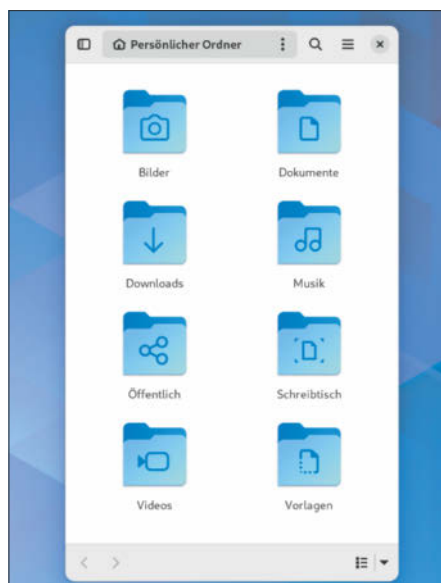 Persönlicher Ordner
Bilder Dokumente
Downloads Musik
Öffentlich Schreibtisch
Videos Vorlagen